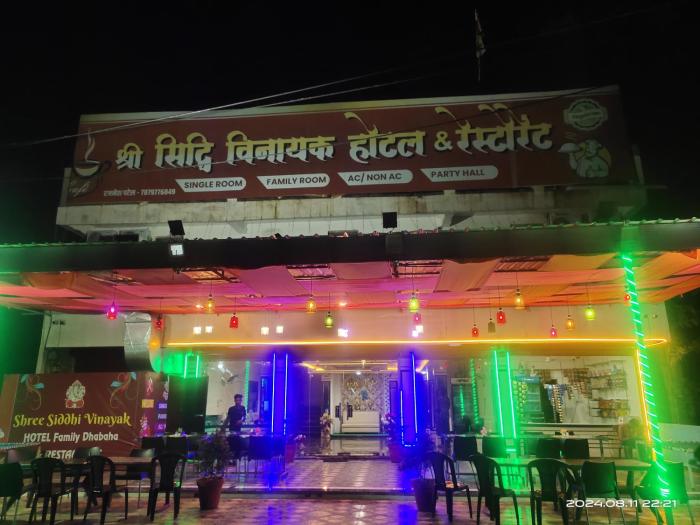 श्री सिद्धि विनायक होटल & रेस्टोरेंट
SINGLE ROOM
FAMILY ROOM
AC/ NON AC
PARTY HALL
Shree Siddhi Vinayak
HOTEL Family Dhabaha
2024.08.11 22:21